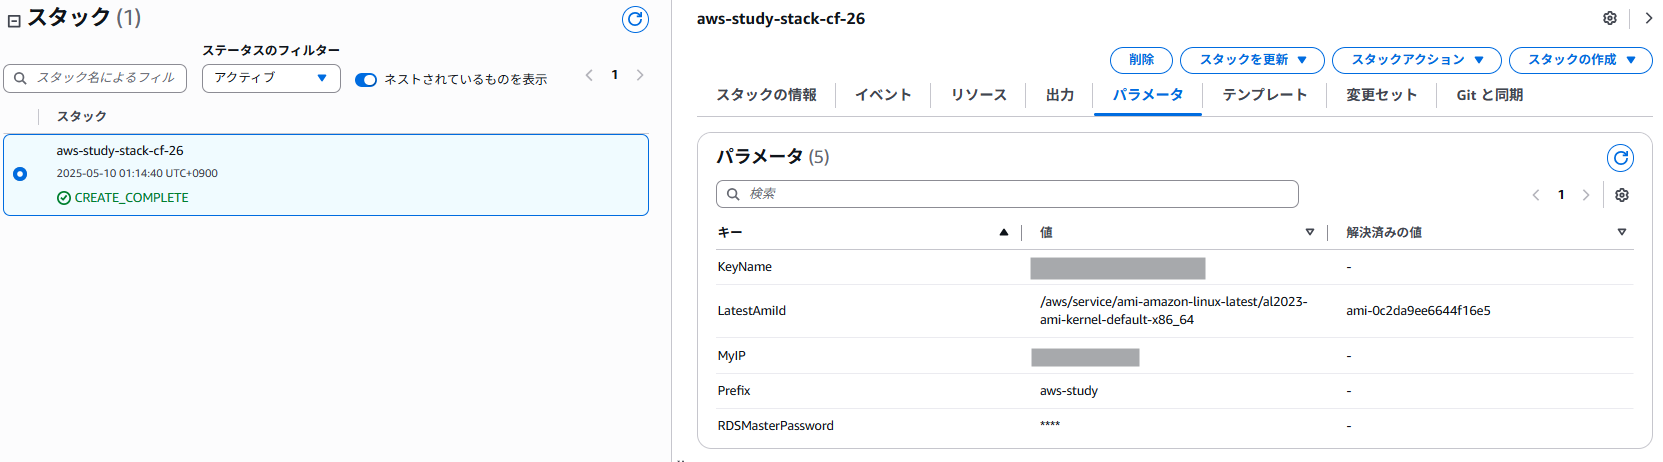 スタック (1)
ステータスのフィルター
スタック名によるフィル
アクティブ
ネストされているものを表示
1
スタック
aws-study-stack-cf-26
2025-05-10 01:14:40 UTC+0900
CREATE_COMPLETE
aws-study-stack-cf-26
削除
スタックを更新
スタックアクション
スタックの作成
スタックの情報
イベント
リソース
出力
パラメータ
テンプレート
変更セット
Git と同期
パラメータ (5)
検索
1
キー
値
解決済みの値
KeyName
-
LatestAmiId
/aws/service/ami-amazon-linux-latest/al2023-
ami-kernel-default-x86_64
ami-0c2da9ee6644f16e5
MyIP
-
Prefix
aws-study
-
RDSMasterPassword
****
-